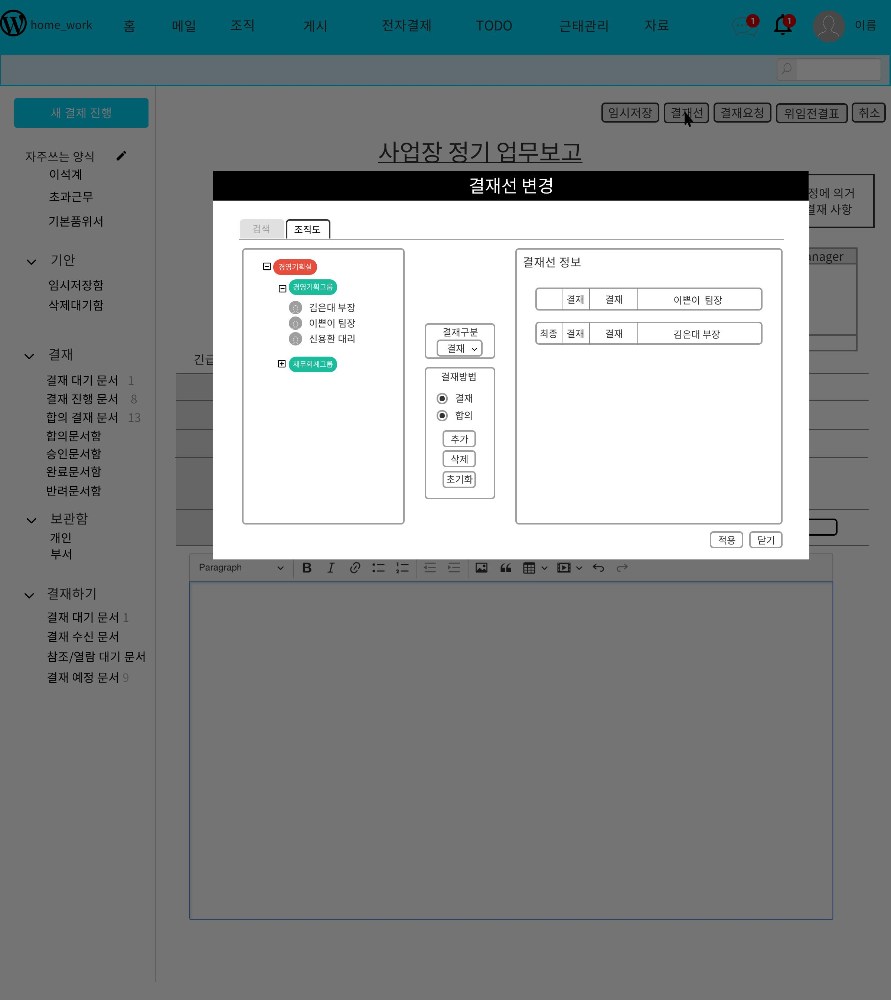 home_work 홈 메일 조직 게시 전자결제 TODO 근태관리 자료 1 1 이름
새 결제 진행
임시저장 결재선 결재요청 위임전결표 취소
자주쓰는 양식
이석계
초과근무
기본품위서
기안
임시저장함
삭제대기함
결재
결재 대기 문서 1
결재 진행 문서 8
합의 결재 문서 13
합의문서함
승인문서함
완료문서함
반려문서함
보관함
개인
부서
결재하기
결재 대기 문서 1
결재 수신 문서
참조/열람 대기 문서
결재 예정 문서 9
사업장 정기 업무보고
정에 의거
결재 사항
nager
긴급
결재선 변경
검색 조직도
경영기획실
경영기획그룹
김은대 부장
이쁜이 팀장
신용환 대리
재무회계그룹
결재구분
결재
결재방법
결재
합의
추가
삭제
초기화
결재선 정보
결재 결재 이쁜이 팀장
최종 결재 결재 김은대 부장
적용 닫기
Paragraph